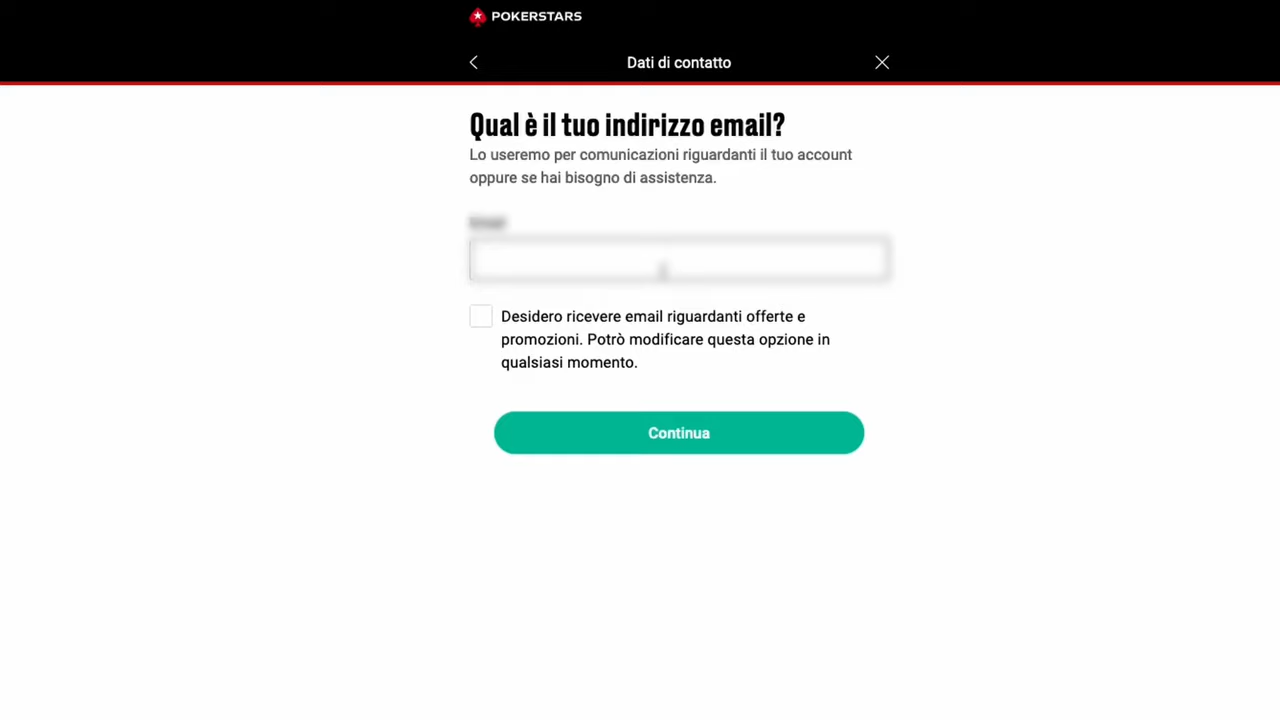 POKERSTARS
Dati di contatto
Qual è il tuo indirizzo email?
Lo useremo per comunicazioni riguardanti il tuo account
oppure se hai bisogno di assistenza.
Desidero ricevere email riguardanti offerte e
promozioni. Potrò modificare questa opzione in
qualsiasi momento.
Continua